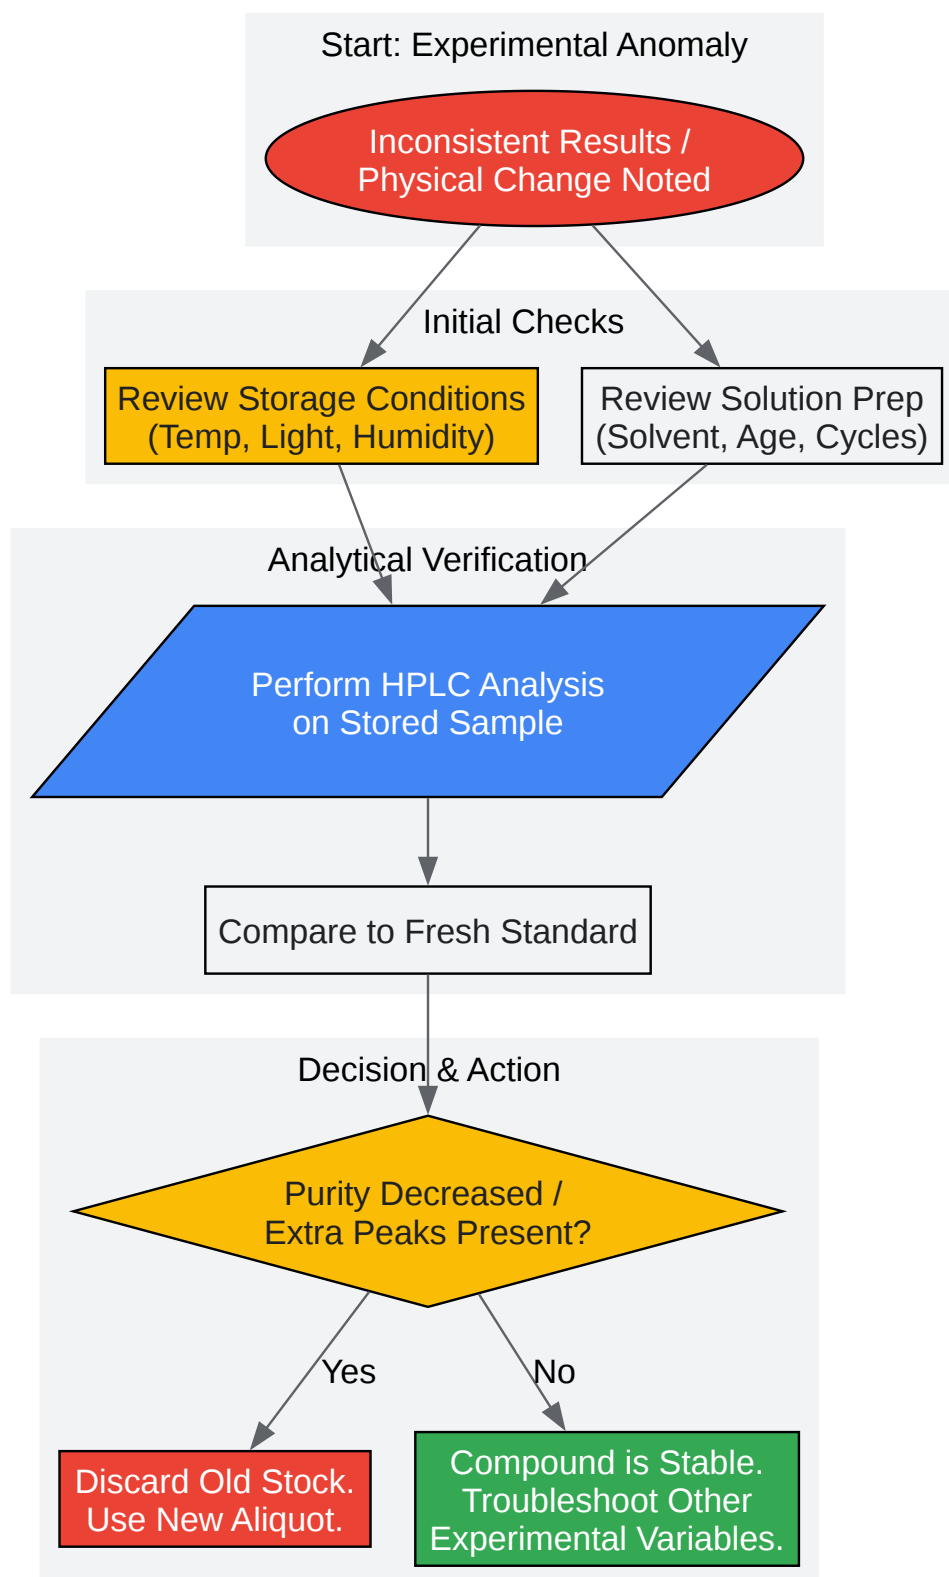 Start: Experimental Anomaly
Inconsistent Results /
Physical Change Noted
Initial Checks
Review Storage Conditions
(Temp, Light, Humidity)
Review Solution Prep
(Solvent, Age, Cycles)
Analytical Verification
Perform HPLC Analysis
on Stored Sample
Compare to Fresh Standard
Decision & Action
Purity Decreased /
Extra Peaks Present?
Yes
No
Discard Old Stock.
Use New Aliquot.
Compound is Stable.
Troubleshoot Other
Experimental Variables.